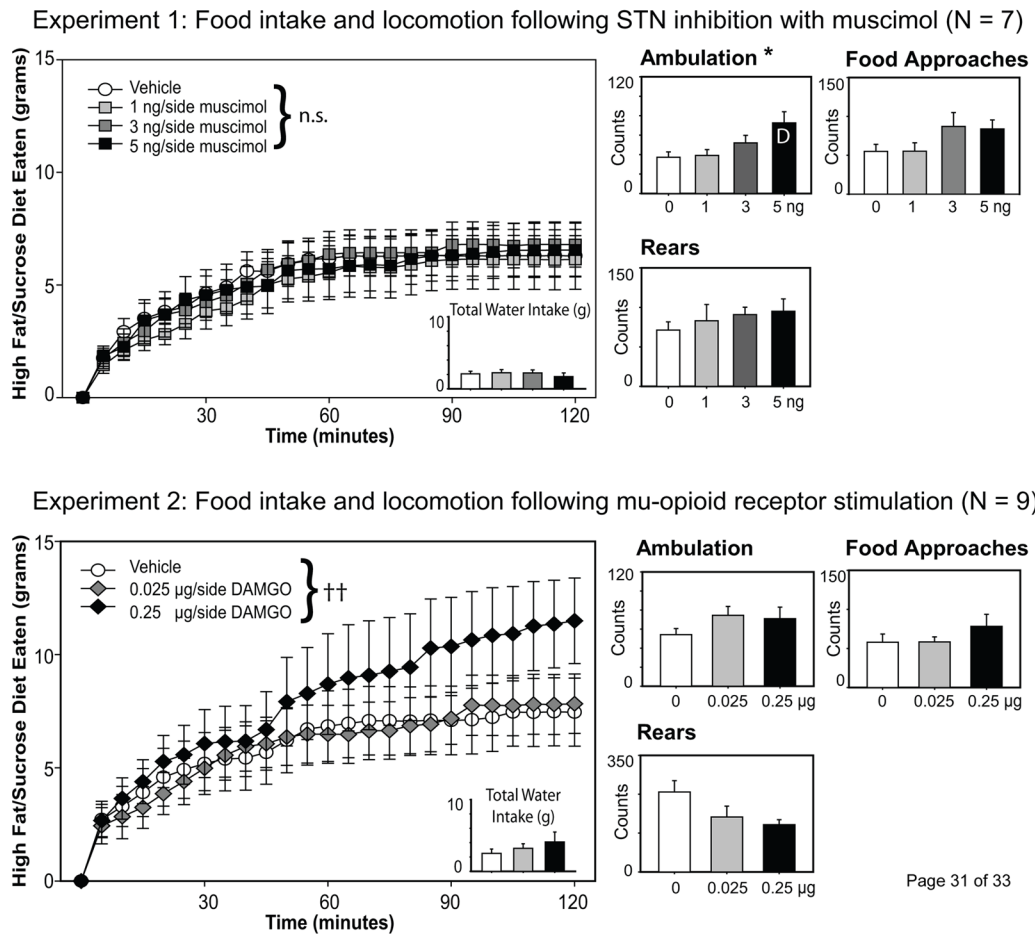 Experiment 1: Food intake and locomotion following STN inhibition with muscimol (N = 7)
High Fat/Sucrose Diet Eaten (grams)
15
10
5
0
Vehicle
1 ng/side muscimol
3 ng/side muscimol
5 ng/side muscimol
} n.s.
Total Water Intake (g)
10
0
30 60 90 120
Time (minutes)
Ambulation *
Counts
120
0
D
0 1 3 5 ng
Food Approaches
Counts
150
0
0 1 3 5 ng
Rears
Counts
150
0
0 1 3 5 ng
Experiment 2: Food intake and locomotion following mu-opioid receptor stimulation (N = 9)
High Fat/Sucrose Diet Eaten (grams)
15
10
5
0
Vehicle
0.025 µg/side DAMGO
0.25 µg/side DAMGO
} ††
Total Water
Intake (g)
10
0
30 60 90 120
Time (minutes)
Ambulation
Counts
120
0
0 0.025 0.25 µg
Food Approaches
Counts
150
0
0 0.025 0.25 µg
Rears
Counts
350
0
0 0.025 0.25 µg
Page 31 of 33